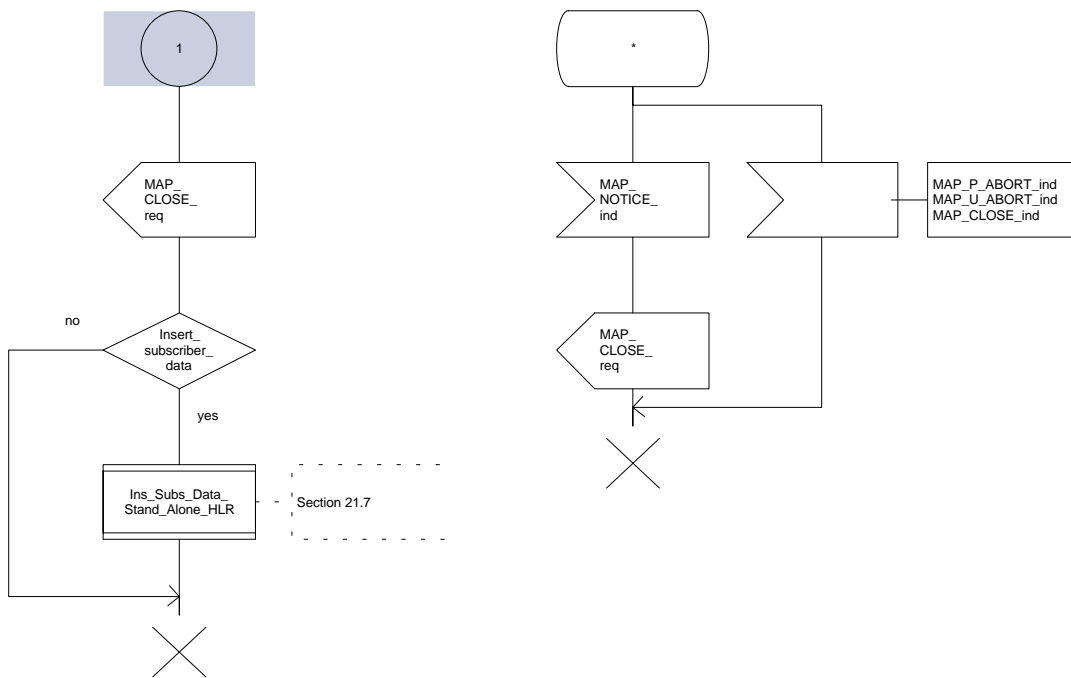 1
MAP_
CLOSE_
req
no
Insert_
subscriber_
data
yes
Ins_Subs_Data_
Stand_Alone_HLR
Section 21.7
*
MAP_
NOTICE_
ind
MAP_P_ABORT_ind
MAP_U_ABORT_ind
MAP_CLOSE_ind
MAP_
CLOSE_
req